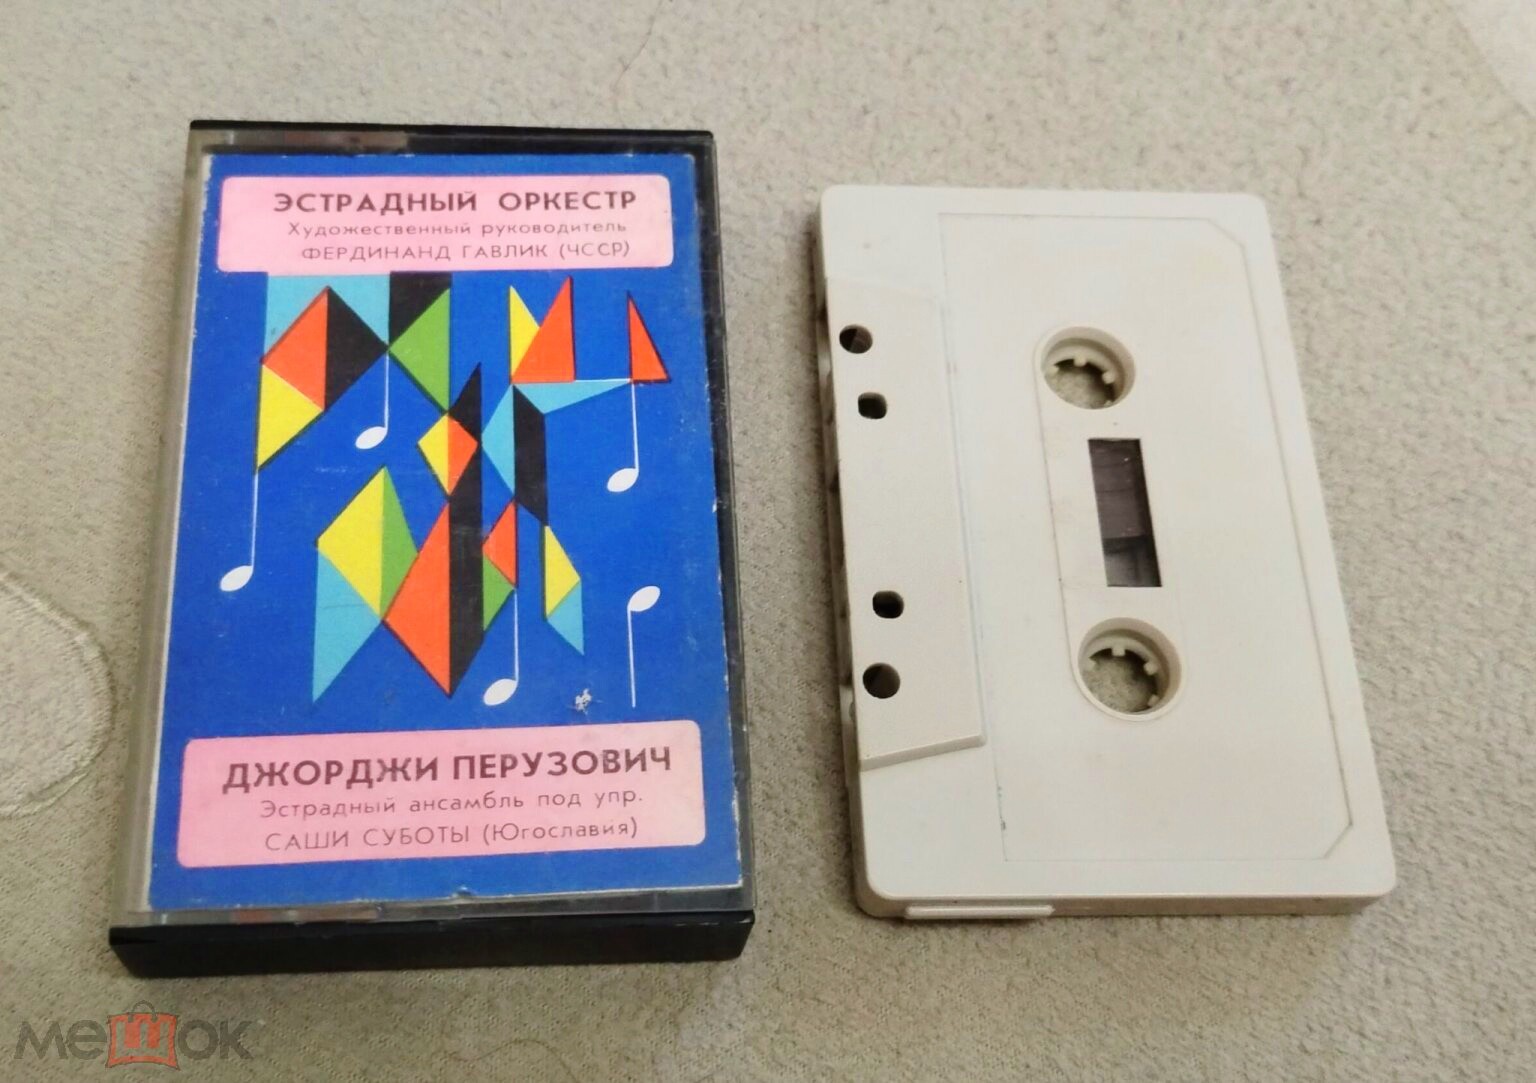 ЭСТРАДНЫЙ ОРКЕСТР
Художественный руководитель
ФЕРДИНАНД ГАВЛИК (ЧССР)
ДЖОРДЖИ ПЕРУЗОВИЧ
Эстрадный ансамбль под упр.
САШИ СУБОТЫ (Югославия)
мешок